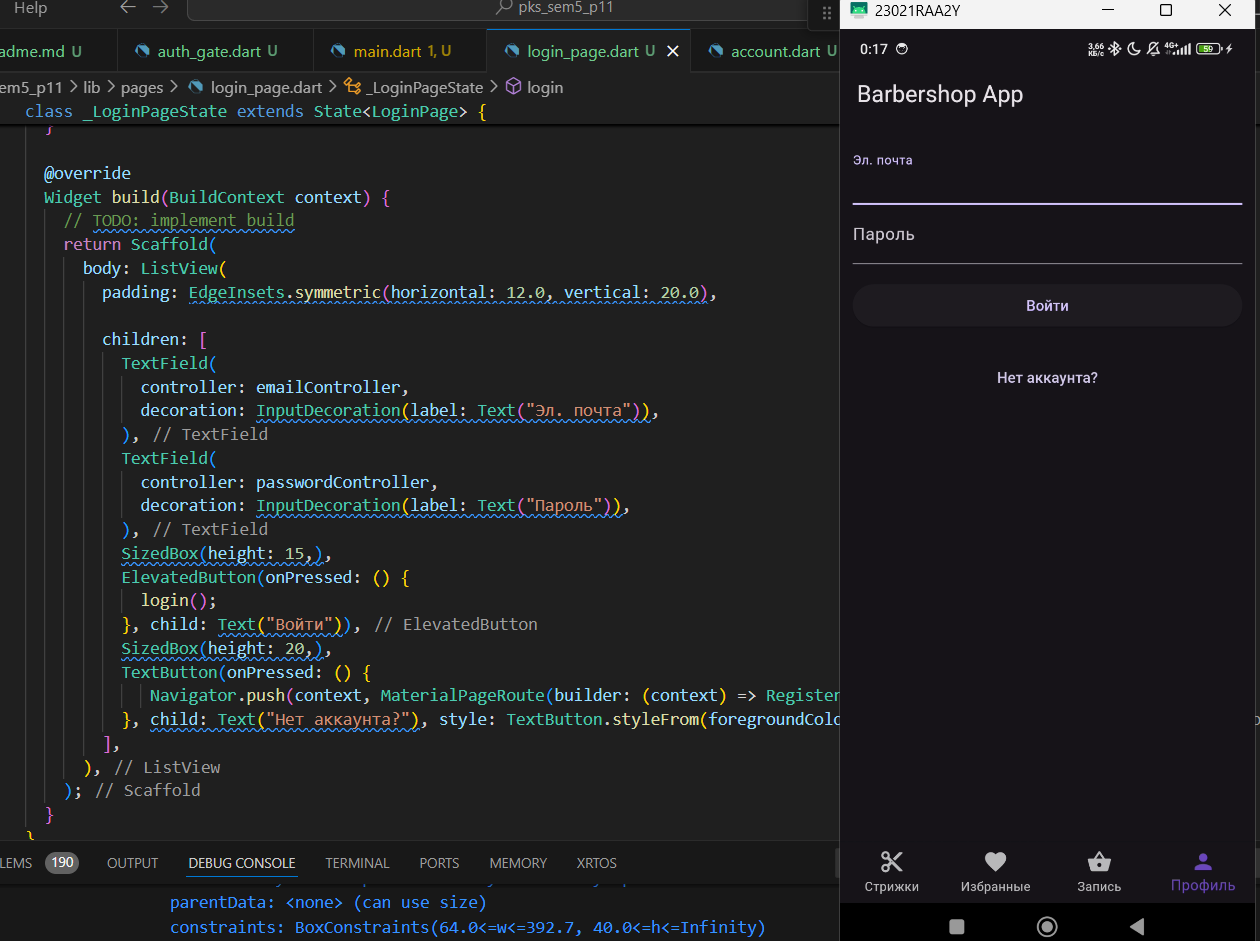 Help
pks_sem5_p11
23021RAA2Y
adme.md U
auth_gate.dart U
main.dart 1, U
login_page.dart U
account.dart U
em5_p11 > lib > pages > login_page.dart > _LoginPageState > login
class _LoginPageState extends State<LoginPage> {
}
@override
Widget build(BuildContext context) {
// TODO: implement build
return Scaffold(
body: ListView(
padding: EdgeInsets.symmetric(horizontal: 12.0, vertical: 20.0),
children: [
TextField(
controller: emailController,
decoration: InputDecoration(label: Text("Эл. почта")),
), // TextField
TextField(
controller: passwordController,
decoration: InputDecoration(label: Text("Пароль")),
), // TextField
SizedBox(height: 15,),
ElevatedButton(onPressed: () {
login();
}, child: Text("Войти")), // ElevatedButton
SizedBox(height: 20,),
TextButton(onPressed: () {
Navigator.push(context, MaterialPageRoute(builder: (context) => Register
}, child: Text("Нет аккаунта?"), style: TextButton.styleFrom(foregroundColo
],
), // ListView
); // Scaffold
}
}
LEMS 190 OUTPUT DEBUG CONSOLE TERMINAL PORTS MEMORY XRTOS
parentData: <none> (can use size)
constraints: BoxConstraints(64.0<=w<=392.7, 40.0<=h<=Infinity)
0:17
3,66 КБ/с
4G+
59
Barbershop App
Эл. почта
Пароль
Войти
Нет аккаунта?
Стрижки
Избранные
Запись
Профиль